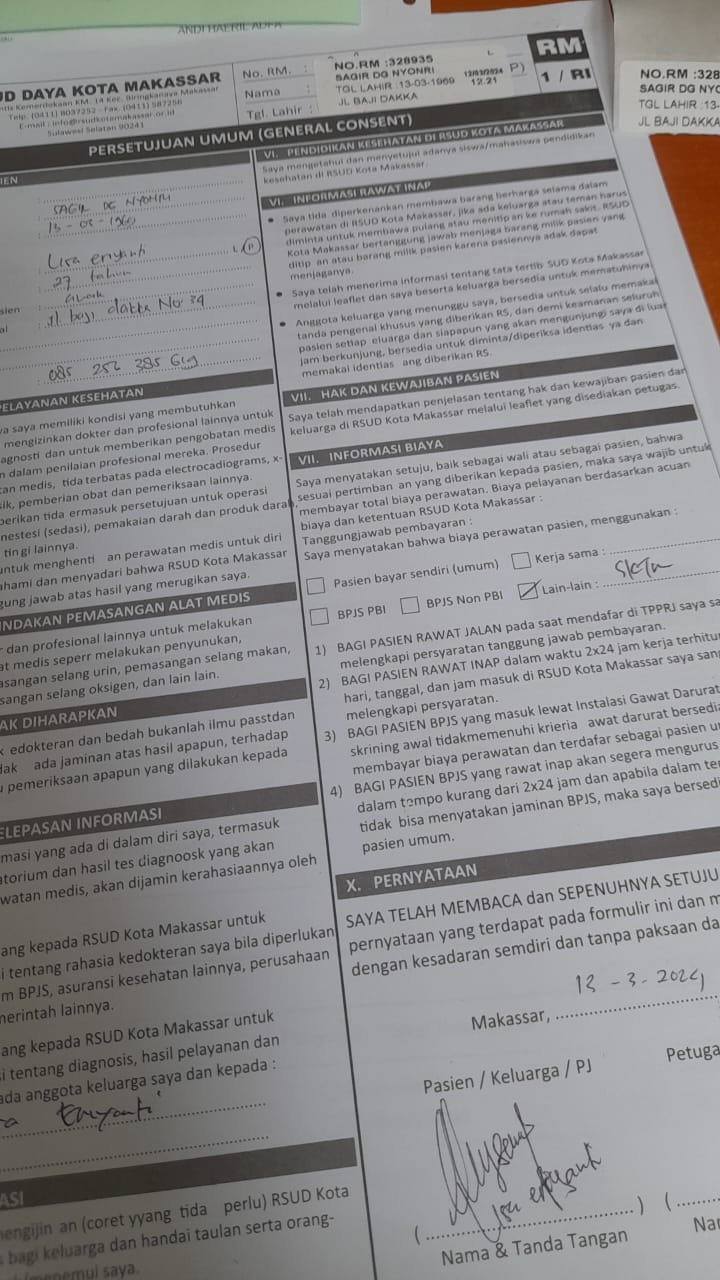 ANDI HAERIL ADFA
UD DAYA KOTA MAKASSAR
Kemerdekaan KM. 14 Kec. Biringkanaya Makassar
Telp. (0411) 8037252 - Fax. (0411) 587256
E-mail : info@rsudkotamakassar.or.id
Sulawesi Selatan 90241
No. RM. :
Nama :
Tgl. Lahir :
NO.RM :328935 L
SAGIR DG NYONRI 12/03/2024
TGL LAHIR :13-03-1969 12.21
JL BAJI DAKKA
P)
RM
1 / RI
NO.RM :328
SAGIR DG NYO
TGL LAHIR :13-
JL BAJI DAKKA
PERSETUJUAN UMUM (GENERAL CONSENT)
IEN
: SAGIR DG NYONRI
Lisa eriyanti L (P)
27 tahun
sien
al Jl baji dakka No 34
ELAYANAN KESEHATAN
wa saya memiliki kondisi yang membutuhkan
mengizinkan dokter dan profesional lainnya untuk
agnosti dan untuk memberikan pengobatan medis
n dalam penilaian profesional mereka. Prosedur
an medis, tida terbatas pada electrocardiograms, x-
ik, pemberian obat dan pemeriksaan lainnya.
erikan tida ermasuk persetujuan untuk operasi
nestesi (sedasi), pemakaian darah dan produk darah,
tingi lainnya.
untuk menghenti an perawatan medis untuk diri
ahami dan menyadari bahwa RSUD Kota Makassar
gung jawab atas hasil yang merugikan saya.
INDAKAN PEMASANGAN ALAT MEDIS
r dan profesional lainnya untuk melakukan
at medis seperr melakukan penyunukan,
asangan selang urin, pemasangan selang makan,
sangan selang oksigen, dan lain lain.
AK DIHARAPKAN
k edokteran dan bedah bukanlah ilmu passtdan
dak ada jaminan atas hasil apapun, terhadap
u pemeriksaan apapun yang dilakukan kepada
ELEPASAN INFORMASI
masi yang ada di dalam diri saya, termasuk
atorium dan hasil tes diagnoosk yang akan
watan medis, akan dijamin kerahasiaannya oleh
ang kepada RSUD Kota Makassar untuk
i tentang rahasia kedokteran saya bila diperlukan
m BPJS, asuransi kesehatan lainnya, perusahaan
merintah lainnya.
ang kepada RSUD Kota Makassar untuk
i tentang diagnosis, hasil pelayanan dan
ada anggota keluarga saya dan kepada :
Eriyanti
ASI
mengijin an (coret yyang tida perlu) RSUD Kota
bagi keluarga dan handai taulan serta orang-
menemui saya.
VI. PENDIDIKAN KESEHATAN DI RSUD KOTA MAKASSAR
Saya mengetahui dan menyetujui adanya siswa/mahasiswa pendidikan
kesehatan di RSUD Kota Makassar.
VI. INFORMASI RAWAT INAP
• Saya tida diperkenankan membawa barang berharga selama dalam
perawatan di RSUD Kota Makassar, jika ada keluarga atau teman harus
diminta untuk membawa pulang atau menitip an ke rumah sakit. RSUD
Kota Makassar bertanggung jawab menjaga barang milik pasien yang
ditip an atau barang milik pasien karena pasiennya adak dapat
menjaganya.
• Saya telah menerima informasi tentang tata tertib SUD Kota Makassar
melalui leaflet dan saya beserta keluarga bersedia untuk mematuhinya.
• Anggota keluarga yang menunggu saya, bersedia untuk selalu memakai
tanda pengenal khusus yang diberikan RS, dan demi keamanan seluruh
pasien setiap eluarga dan siapapun yang akan mengunjungi saya di luar
jam berkunjung, bersedia untuk diminta/diperiksa identias ya dan
memakai identias ang diberikan RS.
VII. HAK DAN KEWAJIBAN PASIEN
Saya telah mendapatkan penjelasan tentang hak dan kewajiban pasien dan
keluarga di RSUD Kota Makassar melalui leaflet yang disediakan petugas.
VII. INFORMASI BIAYA
Saya menyatakan setuju, baik sebagai wali atau sebagai pasien, bahwa
sesuai pertimban an yang diberikan kepada pasien, maka saya wajib untuk
membayar total biaya perawatan. Biaya pelayanan berdasarkan acuan
biaya dan ketentuan RSUD Kota Makassar :
Tanggungjawab pembayaran :
Saya menyatakan bahwa biaya perawatan pasien, menggunakan :
Pasien bayar sendiri (umum) Kerja sama :
BPJS PBI BPJS Non PBI Lain-lain : SKTM
1) BAGI PASIEN RAWAT JALAN pada saat mendafar di TPPRJ saya sa
melengkapi persyaratan tanggung jawab pembayaran.
2) BAGI PASIEN RAWAT INAP dalam waktu 2x24 jam kerja terhitu
hari, tanggal, dan jam masuk di RSUD Kota Makassar saya san
melengkapi persyaratan.
3) BAGI PASIEN BPJS yang masuk lewat Instalasi Gawat Darurat
skrining awal tidakmemenuhi krieria awat darurat bersedia
membayar biaya perawatan dan terdafar sebagai pasien u
4) BAGI PASIEN BPJS yang rawat inap akan segera mengurus
dalam tempo kurang dari 2x24 jam dan apabila dalam te
tidak bisa menyatakan jaminan BPJS, maka saya bersedi
pasien umum.
X. PERNYATAAN
SAYA TELAH MEMBACA dan SEPENUHNYA SETUJU
pernyataan yang terdapat pada formulir ini dan m
dengan kesadaran semdiri dan tanpa paksaan da
Makassar, 13 - 3 - 2024
Pasien / Keluarga / PJ Petuga
Lisa eriyanti
( ) (
Nama & Tanda Tangan Nar